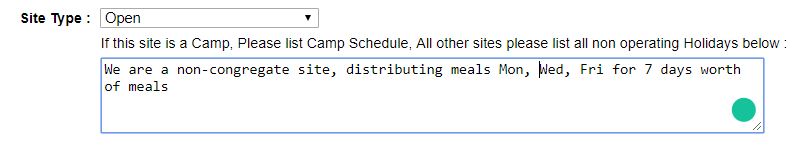 Site Type : Open
If this site is a Camp, Please list Camp Schedule, All other sites please list all non operating Holidays below :
We are a non-congregate site, distributing meals Mon, Wed, Fri for 7 days worth
of meals